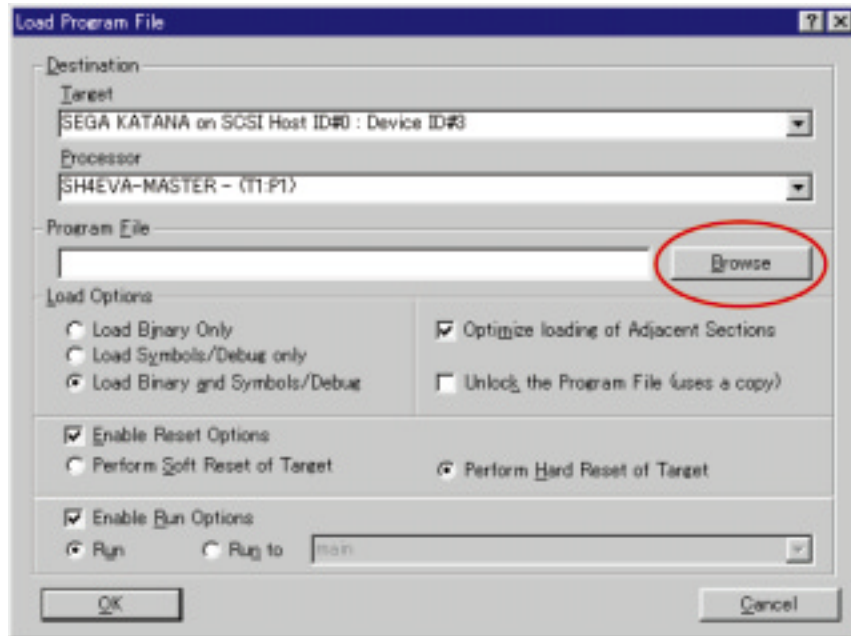 Load Program File
Destination
Target
SEGA KATANA on SCSI Host ID#0 : Device ID#3
Processor
SH4EVA-MASTER - (T1:P1)
Program File
Browse
Load Options
Load Binary Only
Optimize loading of Adjacent Sections
Load Symbols/Debug only
Load Binary and Symbols/Debug
Unlock the Program File (uses a copy)
Enable Reset Options
Perform Soft Reset of Target
Perform Hard Reset of Target
Enable Run Options
Run
Run to
main
OK
Cancel